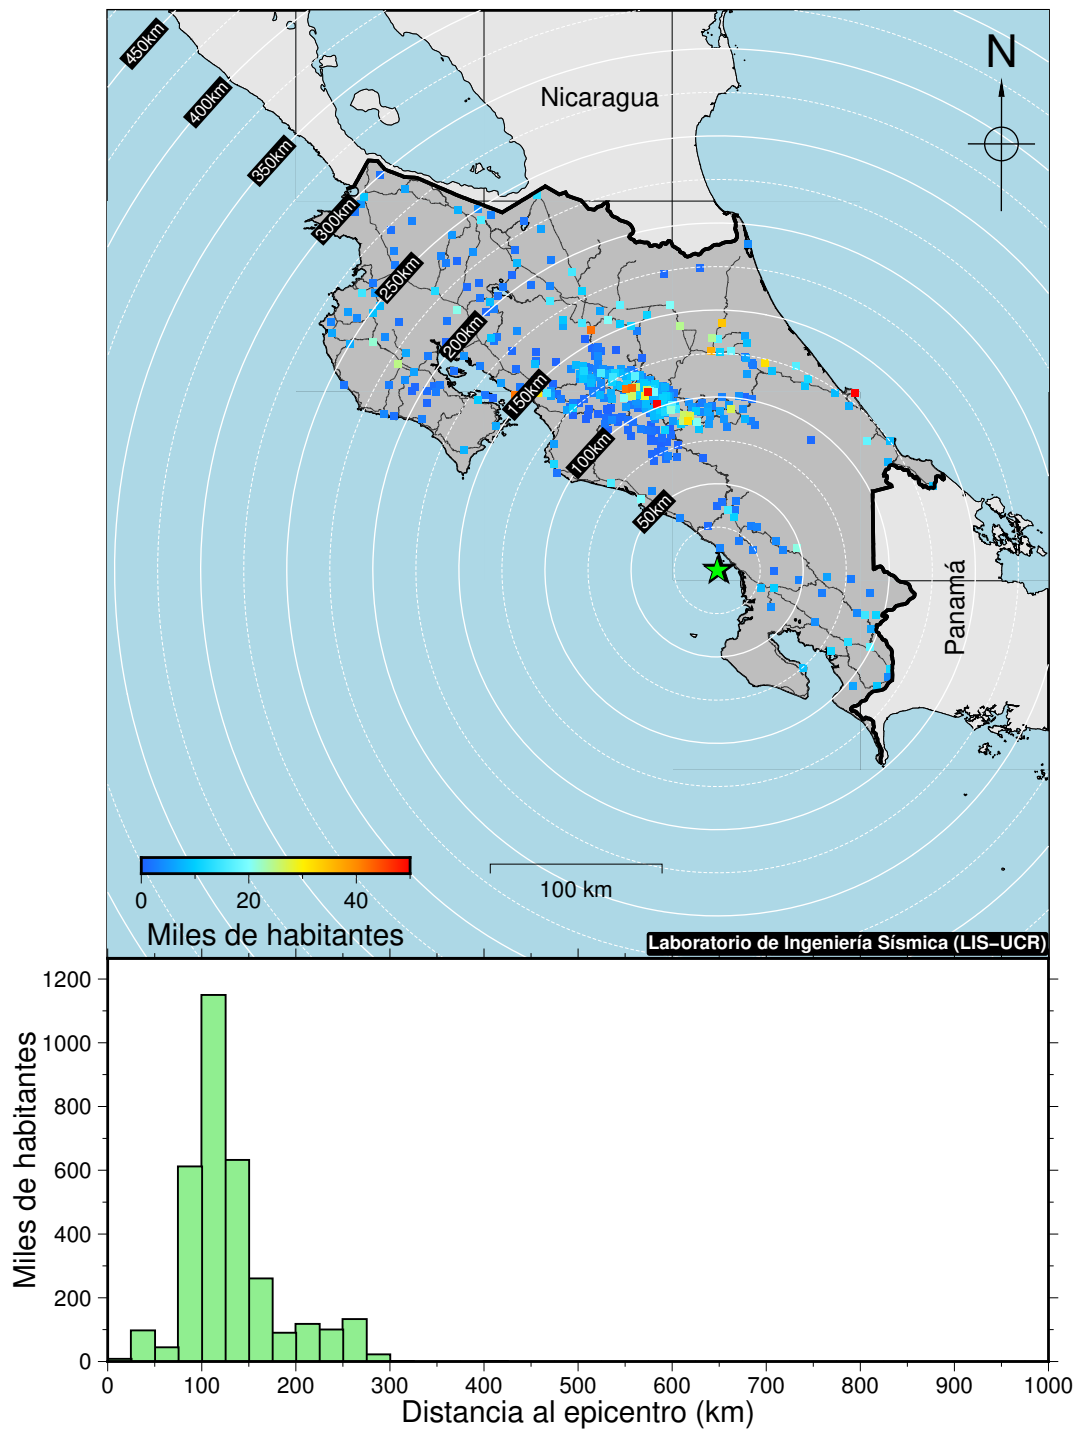 450km
400km
350km
300km
250km
200km
150km
100km
50km
Nicaragua
N
Panamá
0 20 40
Miles de habitantes
100 km
Laboratorio de Ingeniería Sísmica (LIS–UCR)
Miles de habitantes
1200
1000
800
600
400
200
0
0 100 200 300 400 500 600 700 800 900 1000
Distancia al epicentro (km)